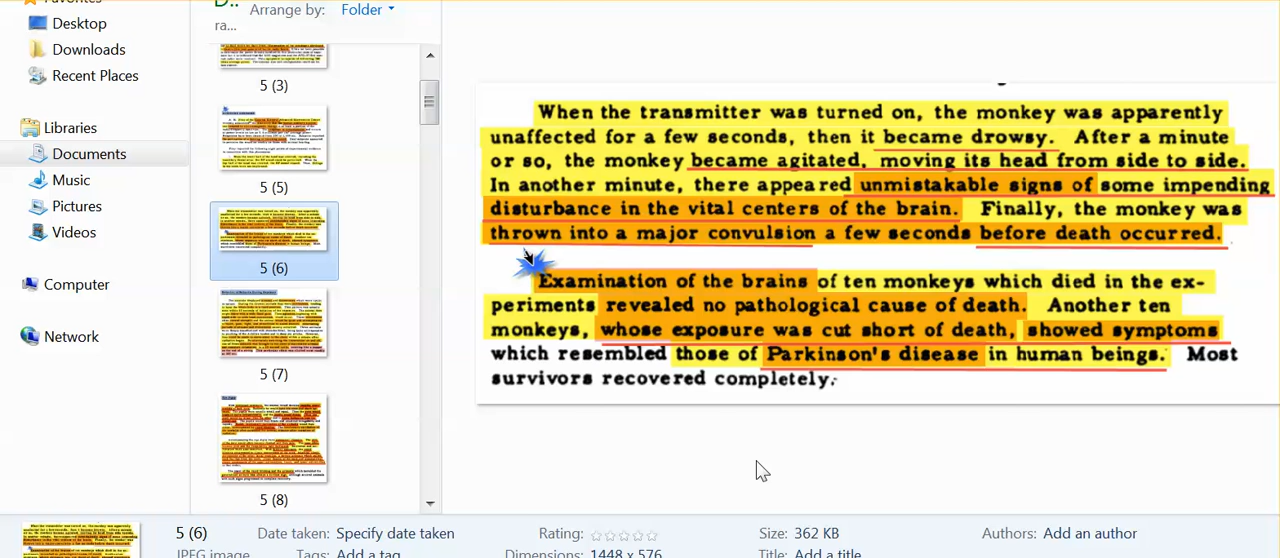 Desktop
Downloads
Recent Places
Libraries
Documents
Music
Pictures
Videos
Computer
Network
Arrange by: Folder
ra...
5 (3)
5 (5)
5 (6)
5 (7)
5 (8)
When the transmitter was turned on, the monkey was apparently
unaffected for a few seends, then it became drowsy. After a minute
or so, the monkey became agitated, moving its head from side to side.
In another minute, there appeared unmistakable signs of some impending
disturbance in the vital centers of the brain. Finally, the monkey was
thrown into a major convulsion a few seconds before death occurred.
Examination of the brains of ten monkeys which died in the ex-
periments revealed no pathological cause of death. Another ten
monkeys, whose exposure was cut short of death, showed symptoms
which resembled those of Parkinson's disease in human beings. Most
survivors recovered completely.
5 (6) Date taken: Specify date taken Rating: Size: 362 KB Authors: Add an author
JPEG image Tags: Add a tag Dimensions: 1448 x 576 Title: Add a title